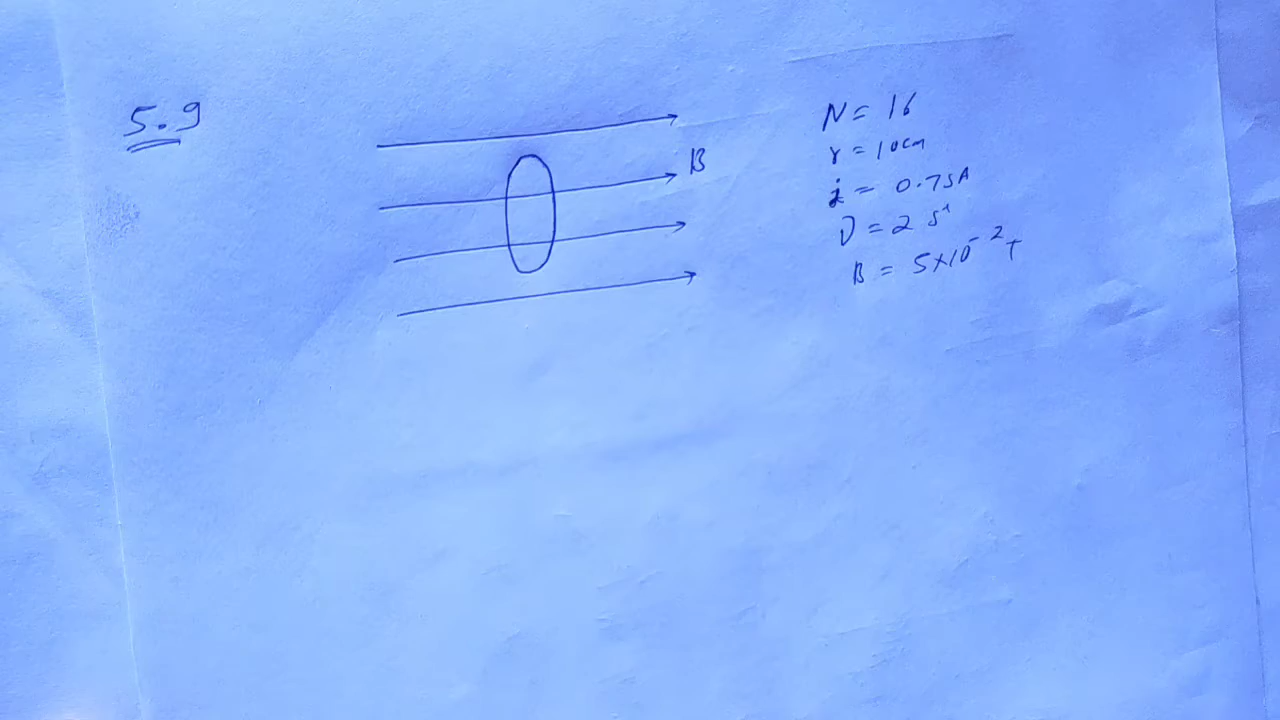 5.9
B
N = 16
r = 10cm
i = 0.75A
ν = 2 s⁻¹
B = 5×10⁻² T